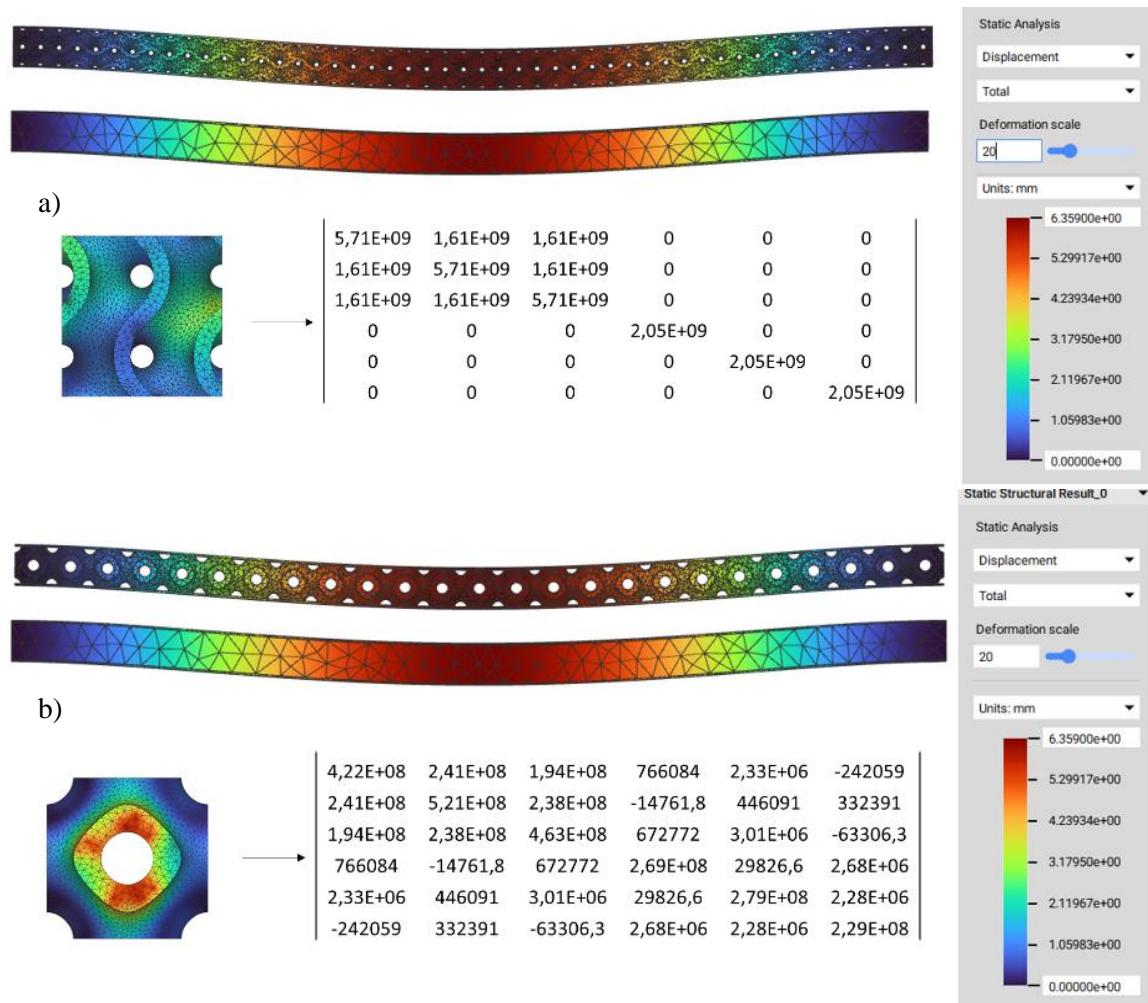 Static Analysis
Displacement
Total
Deformation scale
20
Units: mm
6.35900e+00
5.29917e+00
4.23934e+00
3.17950e+00
2.11967e+00
1.05983e+00
0.00000e+00
a)
5,71E+09 1,61E+09 1,61E+09 0 0 0
1,61E+09 5,71E+09 1,61E+09 0 0 0
1,61E+09 1,61E+09 5,71E+09 0 0 0
0 0 0 2,05E+09 0 0
0 0 0 0 2,05E+09 0
0 0 0 0 0 2,05E+09
Static Structural Result_0
Static Analysis
Displacement
Total
Deformation scale
20
Units: mm
6.35900e+00
5.29917e+00
4.23934e+00
3.17950e+00
2.11967e+00
1.05983e+00
0.00000e+00
b)
4,22E+08 2,41E+08 1,94E+08 766084 2,33E+06 -242059
2,41E+08 5,21E+08 2,38E+08 -14761,8 446091 332391
1,94E+08 2,38E+08 4,63E+08 672772 3,01E+06 -63306,3
766084 -14761,8 672772 2,69E+08 29826,6 2,68E+06
2,33E+06 446091 3,01E+06 29826,6 2,79E+08 2,28E+06
-242059 332391 -63306,3 2,68E+06 2,28E+06 2,29E+08